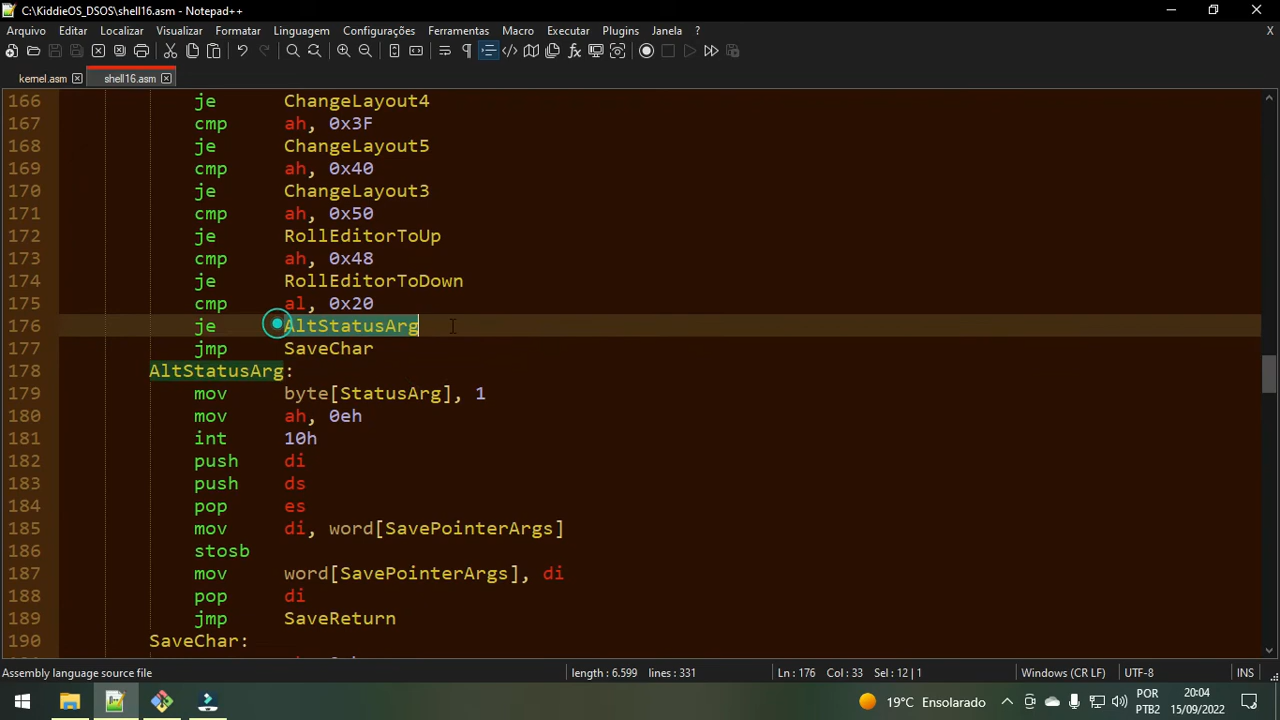 C:\KiddieOS_DSOS\shell16.asm - Notepad++
Arquivo Editar Localizar Visualizar Formatar Linguagem Configurações Ferramentas Macro Executar Plugins Janela ? X
kernel.asm shell16.asm
166 je ChangeLayout4
167 cmp ah, 0x3F
168 je ChangeLayout5
169 cmp ah, 0x40
170 je ChangeLayout3
171 cmp ah, 0x50
172 je RollEditorToUp
173 cmp ah, 0x48
174 je RollEditorToDown
175 cmp al, 0x20
176 je AltStatusArg
177 jmp SaveChar
178 AltStatusArg:
179 mov byte[StatusArg], 1
180 mov ah, 0eh
181 int 10h
182 push di
183 push ds
184 pop es
185 mov di, word[SavePointerArgs]
186 stosb
187 mov word[SavePointerArgs], di
188 pop di
189 jmp SaveReturn
190 SaveChar:
Assembly language source file length : 6.599 lines : 331 Ln : 176 Col : 33 Sel : 12 | 1 Windows (CR LF) UTF-8 INS
19°C Ensolarado POR 20:04
PTB2 15/09/2022